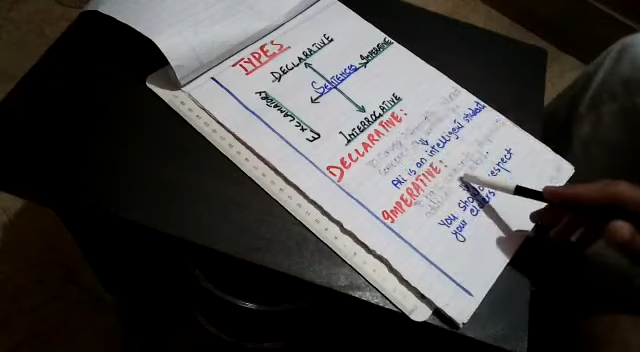 TYPES
DECLARATIVE
IMPERATIVE
SENTENCES
EXCLAMATORY
INTERROGATIVE
DECLARATIVE:
Ali is an intelligent student
IMPERATIVE:
You should respect
your elders